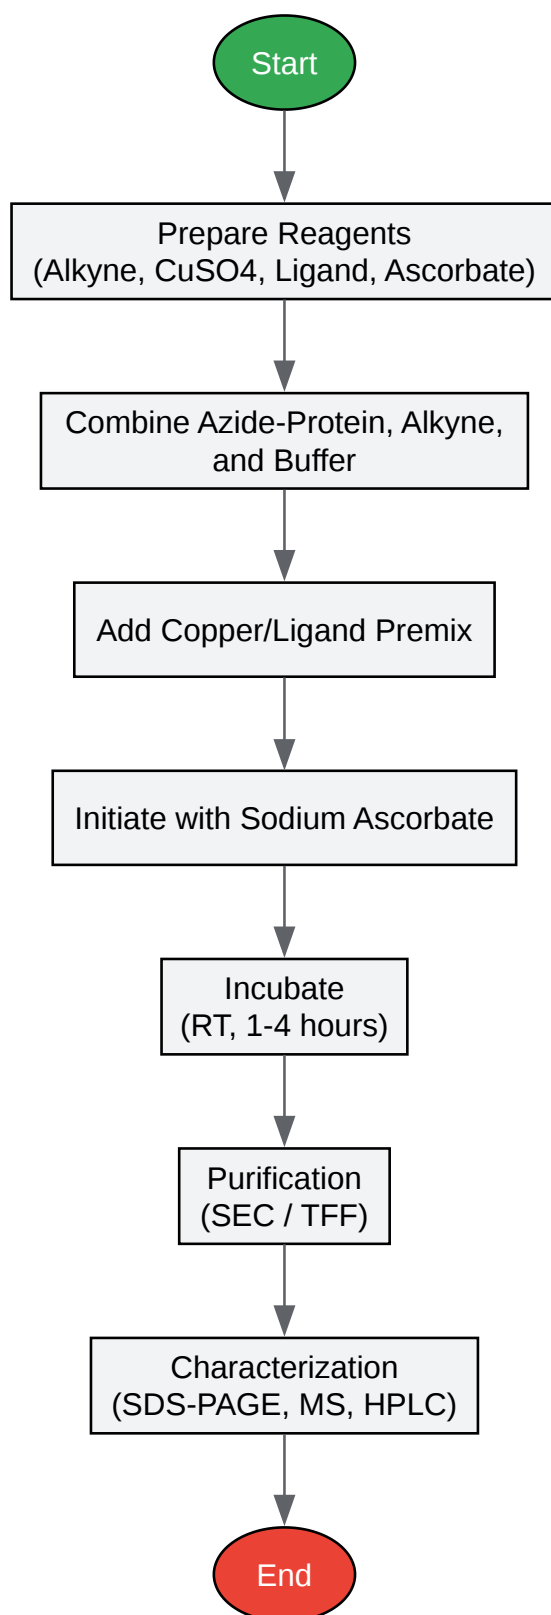 Start
Prepare Reagents
(Alkyne, CuSO4, Ligand, Ascorbate)
Combine Azide-Protein, Alkyne,
and Buffer
Add Copper/Ligand Premix
Initiate with Sodium Ascorbate
Incubate
(RT, 1-4 hours)
Purification
(SEC / TFF)
Characterization
(SDS-PAGE, MS, HPLC)
End